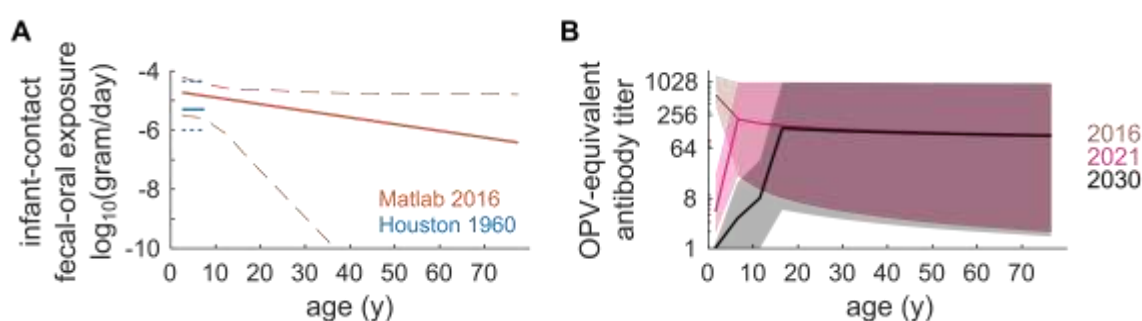 A
infant-contact
fecal-oral exposure
log10(gram/day)
-4
-6
-8
-10
0
10
20
30
40
50
60
70
age (y)
Matlab 2016
Houston 1960
B
OPV-equivalent
antibody titer
1028
256
64
8
1
0
10
20
30
40
50
60
70
age (y)
2016
2021
2030